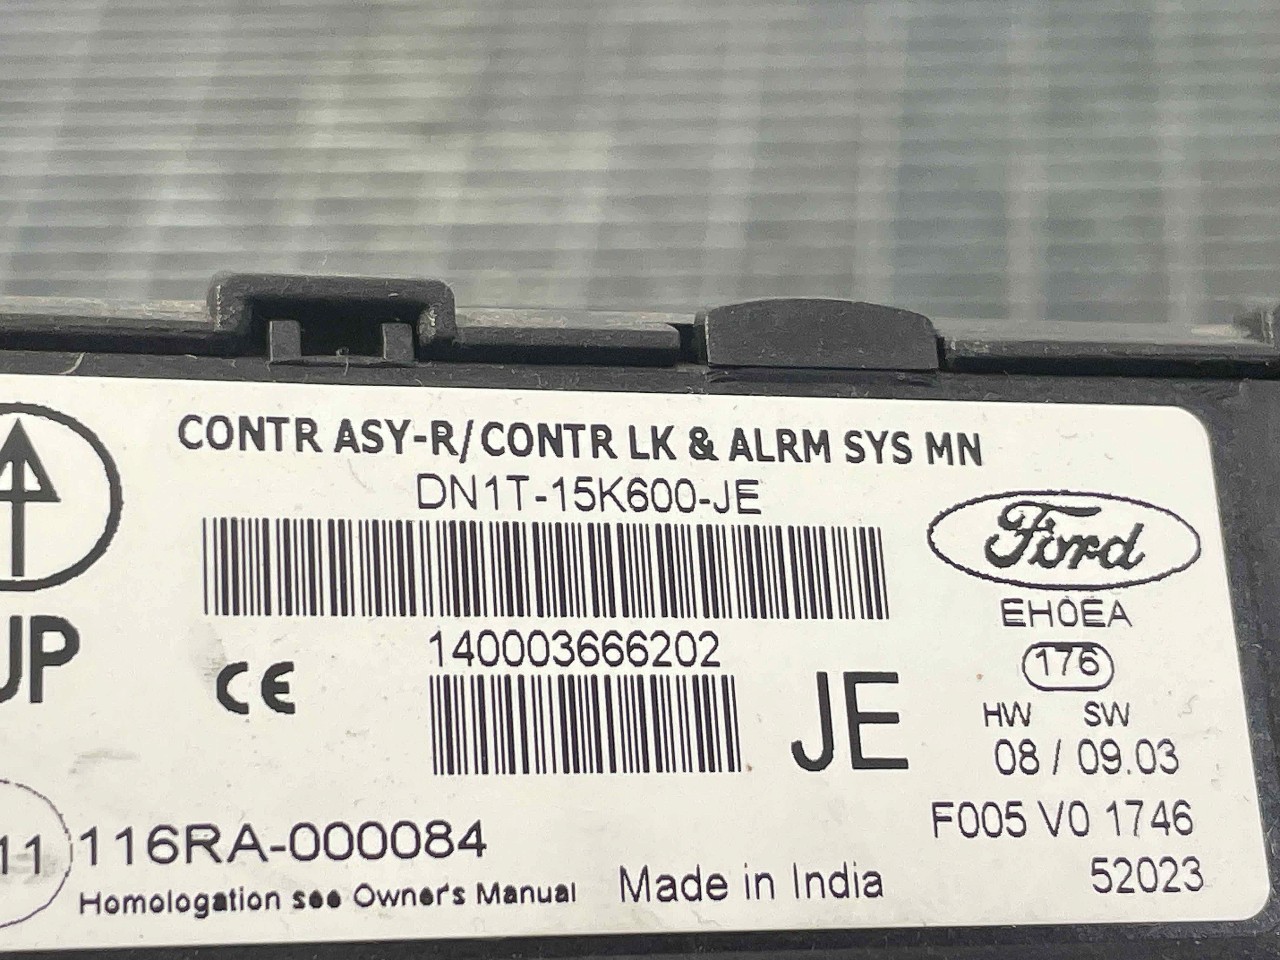 CONTR ASY-R/CONTR LK & ALRM SYS MN
DN1T-15K600-JE
Ford
EH0EA
UP
140003666202
176
CE
JE
HW SW
08 / 09.03
F005 V0 1746
11
116RA-000084
52023
Homologation see Owner's Manual
Made in India